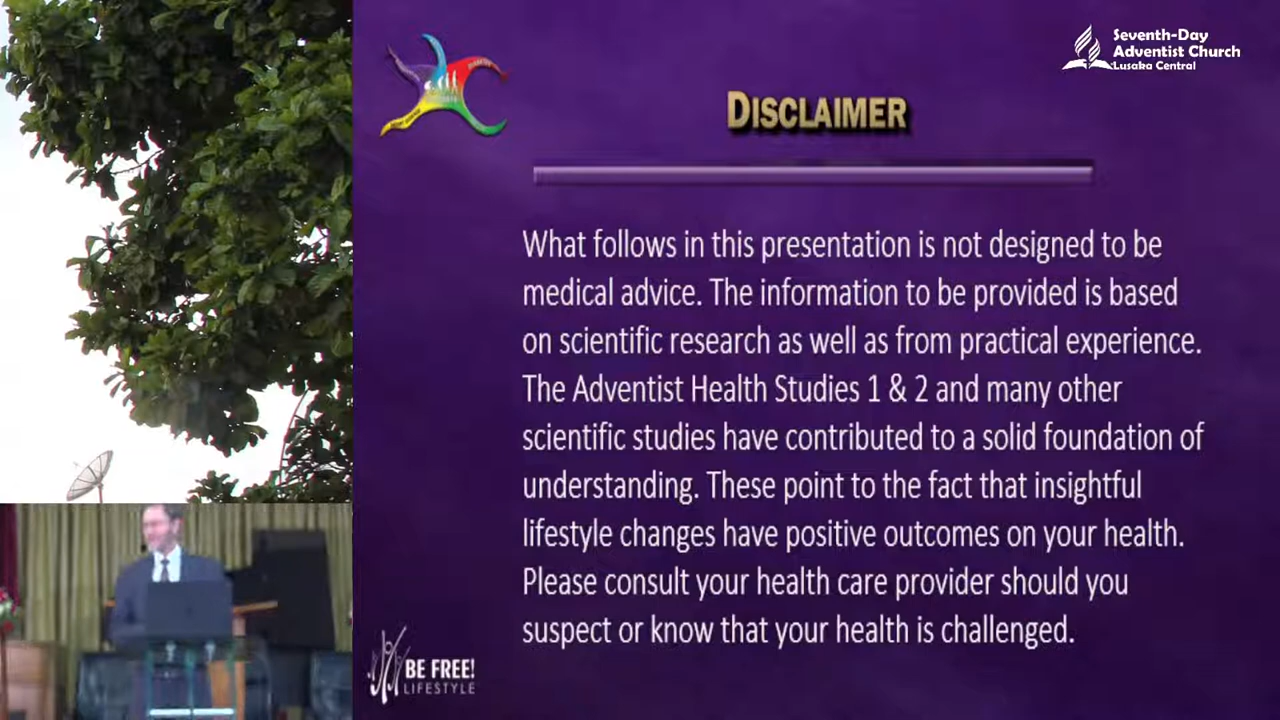 Seventh-Day
Adventist Church
Lusaka Central
DISCLAIMER
What follows in this presentation is not designed to be
medical advice. The information to be provided is based
on scientific research as well as from practical experience.
The Adventist Health Studies 1 & 2 and many other
scientific studies have contributed to a solid foundation of
understanding. These point to the fact that insightful
lifestyle changes have positive outcomes on your health.
Please consult your health care provider should you
suspect or know that your health is challenged.
BE FREE!
LIFESTYLE